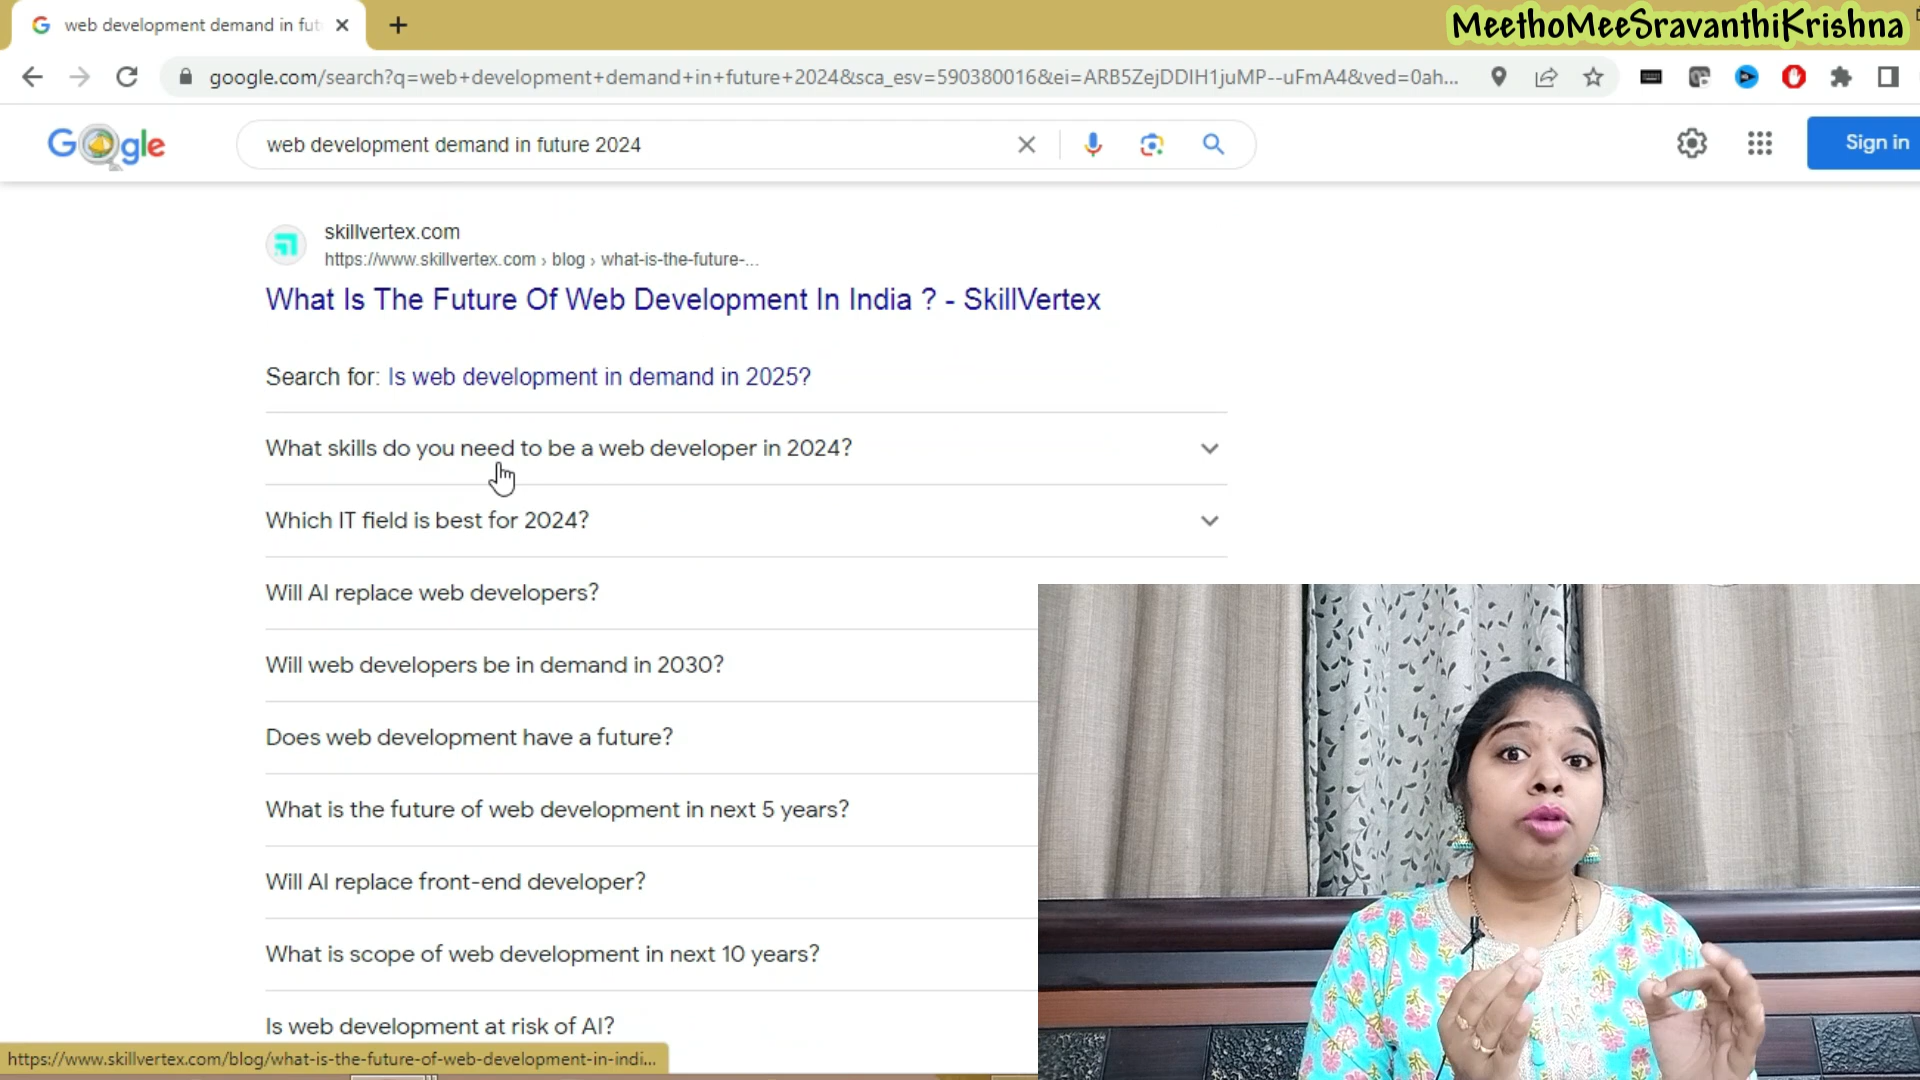 web development demand in fut
MeethoMeeSravanthiKrishna
google.com/search?q=web+development+demand+in+future+2024&sca_esv=590380016&ei=ARB5ZejDDIH1juMP--uFmA4&ved=0ah...
Google
web development demand in future 2024
Sign in
skillvertex.com
https://www.skillvertex.com › blog › what-is-the-future-...
What Is The Future Of Web Development In India ? - SkillVertex
Search for: Is web development in demand in 2025?
What skills do you need to be a web developer in 2024?
Which IT field is best for 2024?
Will AI replace web developers?
Will web developers be in demand in 2030?
Does web development have a future?
What is the future of web development in next 5 years?
Will AI replace front-end developer?
What is scope of web development in next 10 years?
Is web development at risk of AI?
https://www.skillvertex.com/blog/what-is-the-future-of-web-development-in-indi...